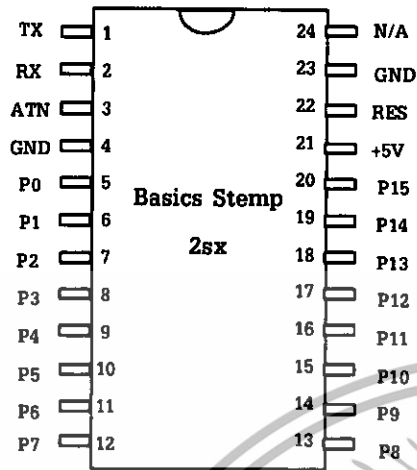 TX 1 24 N/A
RX 2 23 GND
ATN 3 22 RES
GND 4 21 +5V
P0 5 20 P15
P1 6 Basics Stemp 19 P14
P2 7 2sx 18 P13
P3 8 17 P12
P4 9 16 P11
P5 10 15 P10
P6 11 14 P9
P7 12 13 P8